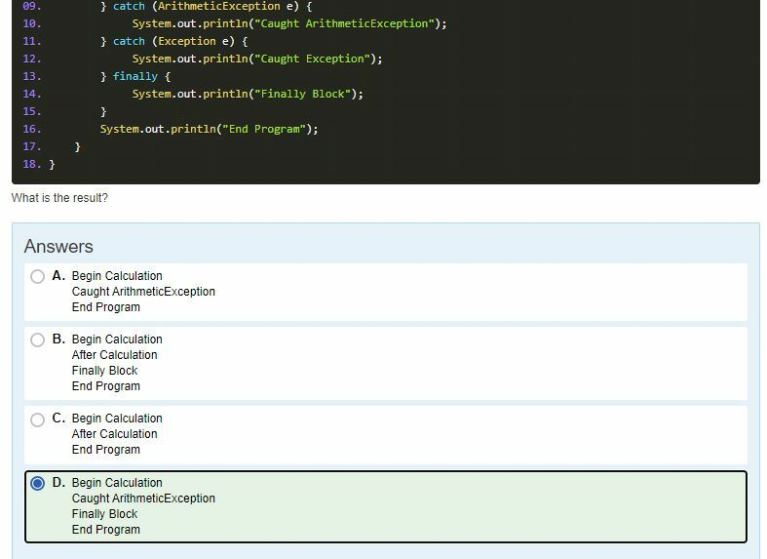 09. } catch (ArithmeticException e) {
10. System.out.println("Caught ArithmeticException");
11. } catch (Exception e) {
12. System.out.println("Caught Exception");
13. } finally {
14. System.out.println("Finally Block");
15. }
16. System.out.println("End Program");
17. }
18. }
What is the result?
Answers
A. Begin Calculation
Caught ArithmeticException
End Program
B. Begin Calculation
After Calculation
Finally Block
End Program
C. Begin Calculation
After Calculation
End Program
D. Begin Calculation
Caught ArithmeticException
Finally Block
End Program